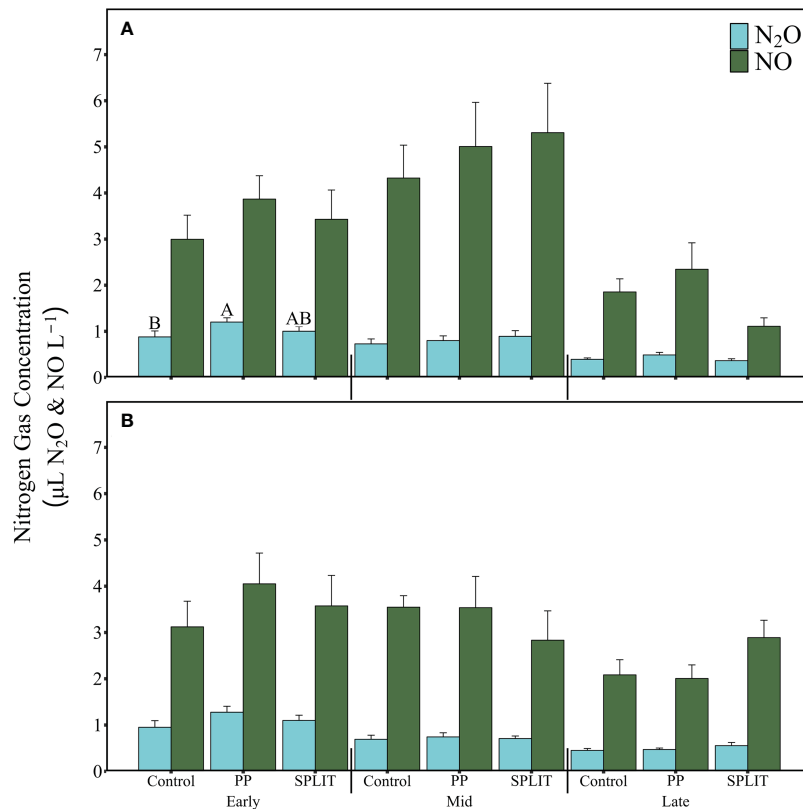 Nitrogen Gas Concentration
(μL N₂O & NO L⁻¹)
A
N₂O
NO
7
6
5
4
3
2
1
0
B A AB
B
7
6
5
4
3
2
1
0
Control PP SPLIT Control PP SPLIT Control PP SPLIT
Early Mid Late